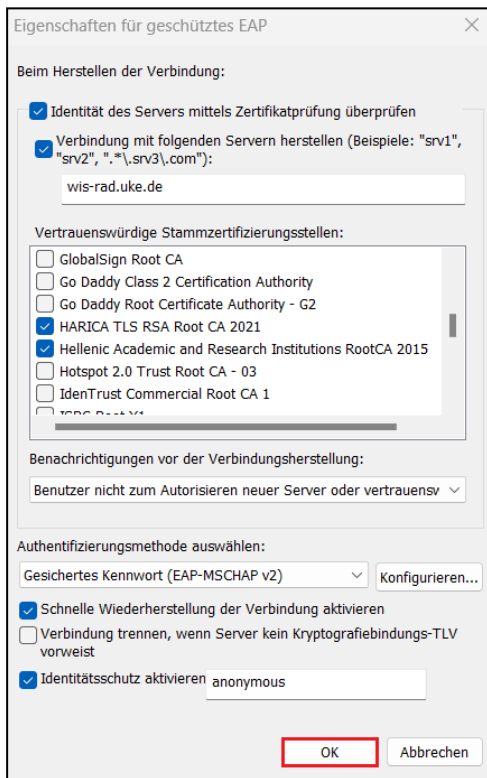 Eigenschaften für geschütztes EAP
Beim Herstellen der Verbindung:
Identität des Servers mittels Zertifikatprüfung überprüfen
Verbindung mit folgenden Servern herstellen (Beispiele: "srv1",
"srv2", ".*\.srv3\.com"):
wis-rad.uke.de
Vertrauenswürdige Stammzertifizierungsstellen:
GlobalSign Root CA
Go Daddy Class 2 Certification Authority
Go Daddy Root Certificate Authority - G2
HARICA TLS RSA Root CA 2021
Hellenic Academic and Research Institutions RootCA 2015
Hotspot 2.0 Trust Root CA - 03
IdenTrust Commercial Root CA 1
Benachrichtigungen vor der Verbindungsherstellung:
Benutzer nicht zum Autorisieren neuer Server oder vertrauensw
Authentifizierungsmethode auswählen:
Gesichertes Kennwort (EAP-MSCHAP v2)
Konfigurieren...
Schnelle Wiederherstellung der Verbindung aktivieren
Verbindung trennen, wenn Server kein Kryptografiebindungs-TLV
vorweist
Identitätsschutz aktivieren
anonymous
OK
Abbrechen